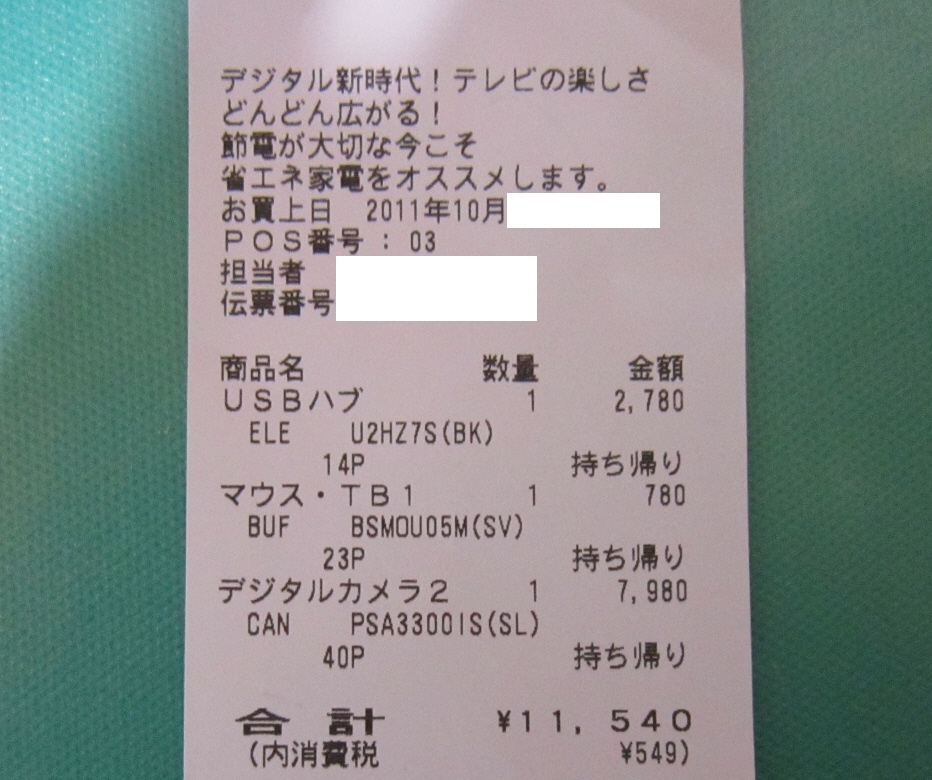 デジタル新時代！テレビの楽しさ
どんどん広がる！
節電が大切な今こそ
省エネ家電をオススメします。
お買上日　2011年10月
ＰＯＳ番号 : 03
担当者
伝票番号
商品名 数量 金額
ＵＳＢハブ 1 2,780
ELE U2HZ7S(BK)
14P 持ち帰り
マウス・ＴＢ１ 1 780
BUF BSMOU05M(SV)
23P 持ち帰り
デジタルカメラ２ 1 7,980
CAN PSA3300IS(SL)
40P 持ち帰り
合計 ¥11,540
(内消費税 ¥549)